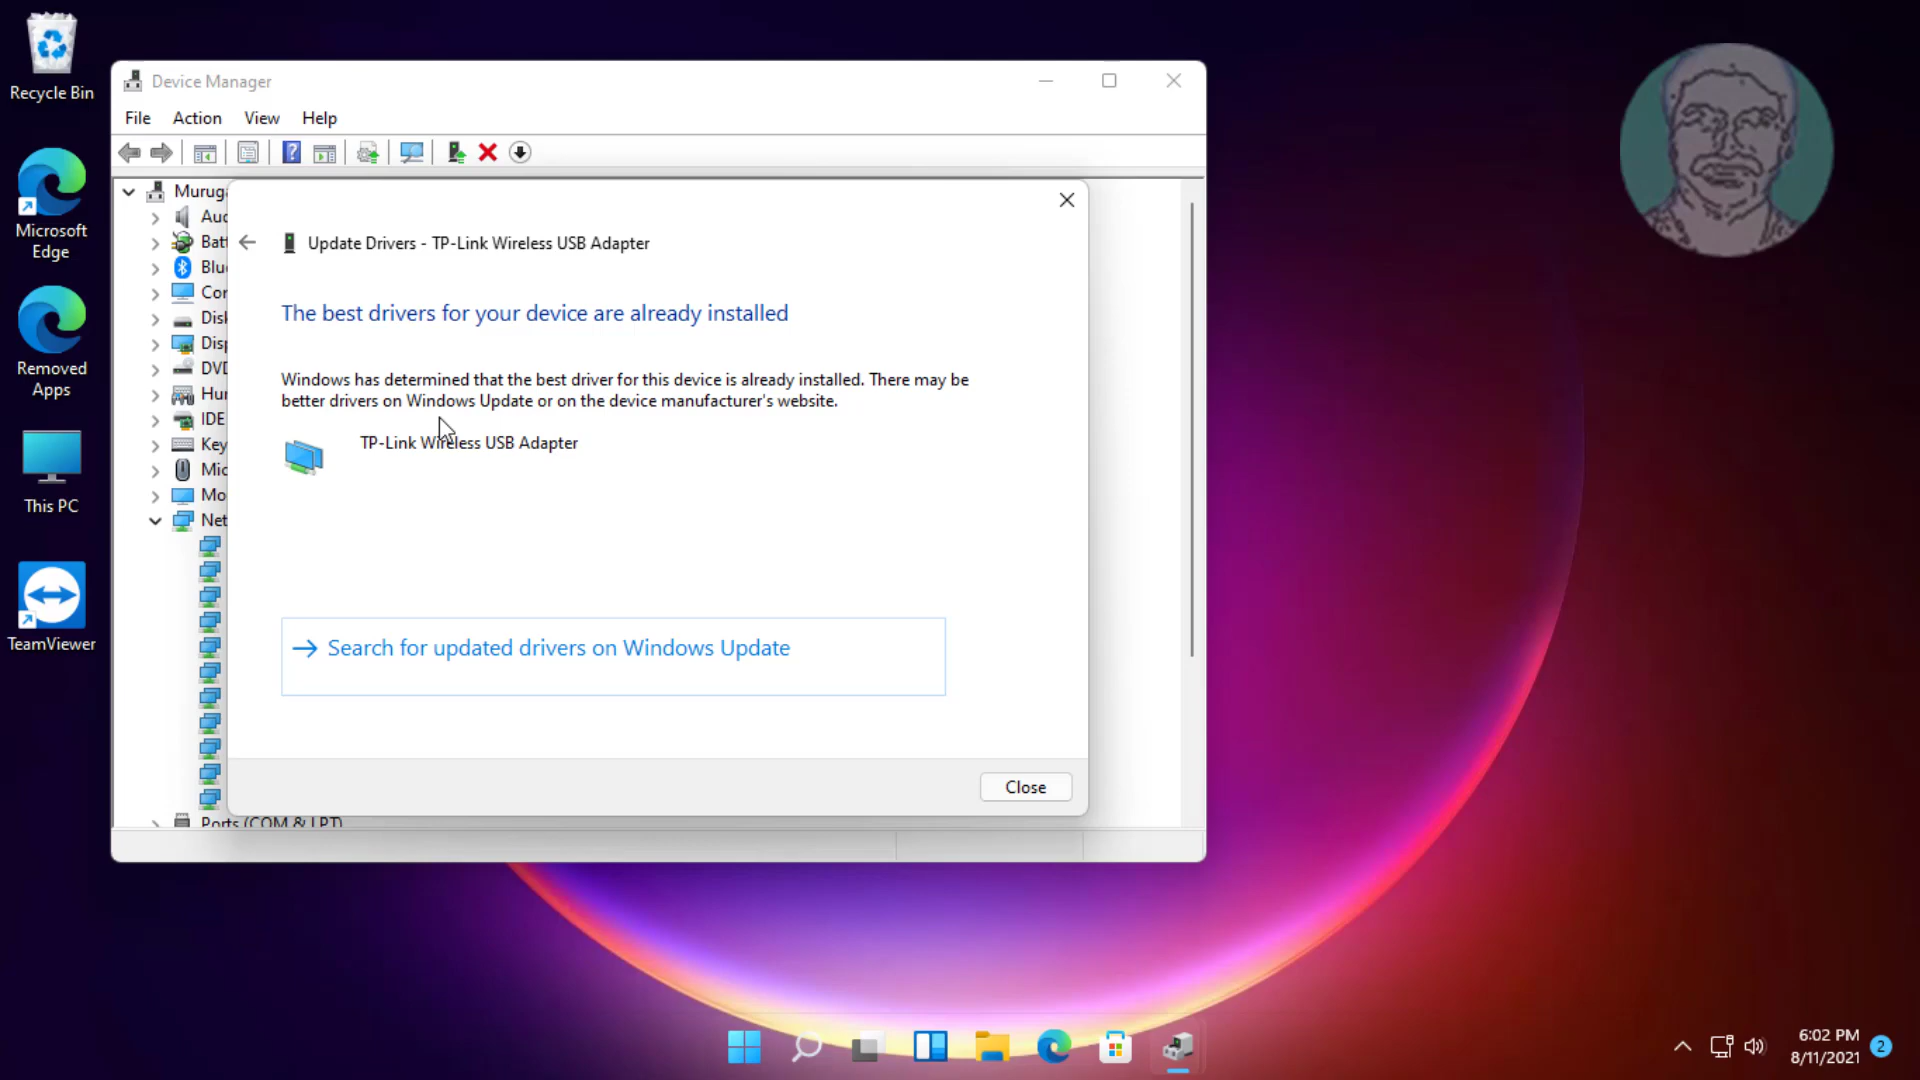 Recycle Bin
Microsoft
Edge
Removed
Apps
This PC
TeamViewer
Device Manager
File Action View Help
Update Drivers - TP-Link Wireless USB Adapter
The best drivers for your device are already installed
Windows has determined that the best driver for this device is already installed. There may be
better drivers on Windows Update or on the device manufacturer's website.
TP-Link Wireless USB Adapter
Search for updated drivers on Windows Update
Close
Muruga
Aud
Batt
Blu
Cor
Disk
Disp
DVD
Hur
IDE
Key
Mic
Mo
Net
Ports (COM & LPT)
6:02 PM
8/11/2021
2